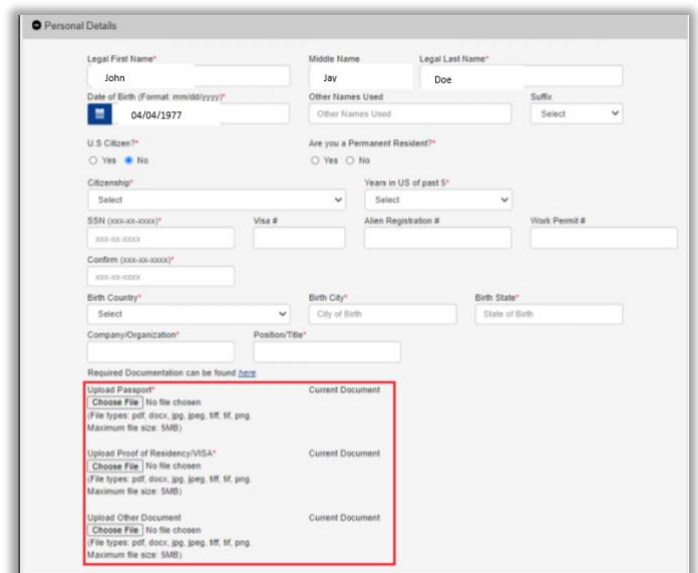 Personal Details
Legal First Name* Middle Name Legal Last Name*
John Jay Doe
Date of Birth (Format: mm/dd/yyyy)* Other Names Used Suffix
04/04/1977 Other Names Used Select
U.S Citizen?* Are you a Permanent Resident?*
Yes No Yes No
Citizenship* Years in US of past 5*
Select Select
SSN (xxx-xx-xxxx)* Visa # Alien Registration # Work Permit #
xxx-xx-xxxx
Confirm (xxx-xx-xxxx)*
xxx-xx-xxxx
Birth Country* Birth City* Birth State*
Select City of Birth State of Birth
Company/Organization* Position/Title*
Required Documentation can be found here.
Upload Passport* Current Document
Choose File No file chosen
(File types: pdf, docx, jpg, jpeg, tiff, tif, png.
Maximum file size: 5MB)
Upload Proof of Residency/VISA* Current Document
Choose File No file chosen
(File types: pdf, docx, jpg, jpeg, tiff, tif, png.
Maximum file size: 5MB)
Upload Other Document Current Document
Choose File No file chosen
(File types: pdf, docx, jpg, jpeg, tiff, tif, png.
Maximum file size: 5MB)